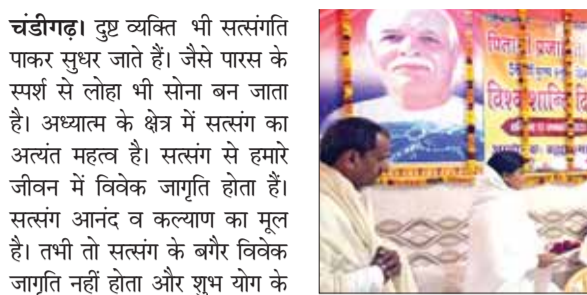 चंडीगढ़। दुष्ट व्यक्ति भी सत्संगति
पाकर सुधर जाते हैं। जैसे पारस के
स्पर्श से लोहा भी सोना बन जाता
है। अध्यात्म के क्षेत्र में सत्संग का
अत्यंत महत्व है। सत्संग से हमारे
जीवन में विवेक जागृति होता हैं।
सत्संग आनंद व कल्याण का मूल
है। तभी तो सत्संग के बगैर विवेक
जागृति नहीं होता और शुभ योग के
विश्व शान्ति